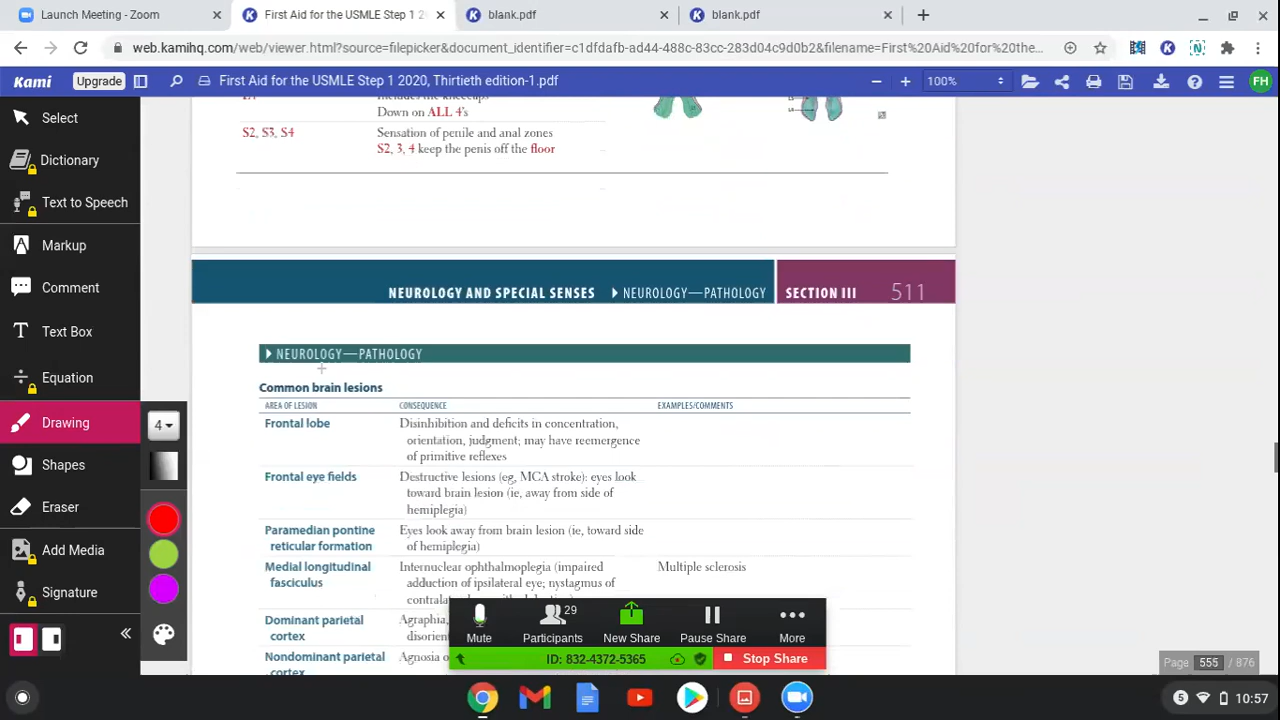 Launch Meeting - Zoom
First Aid for the USMLE Step 1 2
blank.pdf
blank.pdf
web.kamihq.com/web/viewer.html?source=filepicker&document_identifier=c1dfdafb-ad44-488c-83cc-283d04c9d0b2&filename=First%20Aid%20for%20the...
Kami
Upgrade
First Aid for the USMLE Step 1 2020, Thirtieth edition-1.pdf
100%
FH
Select
Dictionary
Text to Speech
Markup
Comment
Text Box
Equation
Drawing
Shapes
Eraser
Add Media
Signature
4
Includes the kneecaps
Down on ALL 4's
S2, S3, S4 Sensation of penile and anal zones
S2, 3, 4 keep the penis off the floor
NEUROLOGY AND SPECIAL SENSES NEUROLOGY—PATHOLOGY SECTION III 511
NEUROLOGY—PATHOLOGY
Common brain lesions
AREA OF LESION CONSEQUENCE EXAMPLES/COMMENTS
Frontal lobe Disinhibition and deficits in concentration,
orientation, judgment; may have reemergence
of primitive reflexes
Frontal eye fields Destructive lesions (eg, MCA stroke): eyes look
toward brain lesion (ie, away from side of
hemiplegia)
Paramedian pontine Eyes look away from brain lesion (ie, toward side
reticular formation of hemiplegia)
Medial longitudinal Internuclear ophthalmoplegia (impaired Multiple sclerosis
fasciculus adduction of ipsilateral eye; nystagmus of
Dominant parietal Agraphia,
cortex
Nondominant parietal Agnosia
cortex
29
Mute
Participants
New Share
Pause Share
More
ID: 832-4372-5365
Stop Share
Page 555 / 876
5 10:57